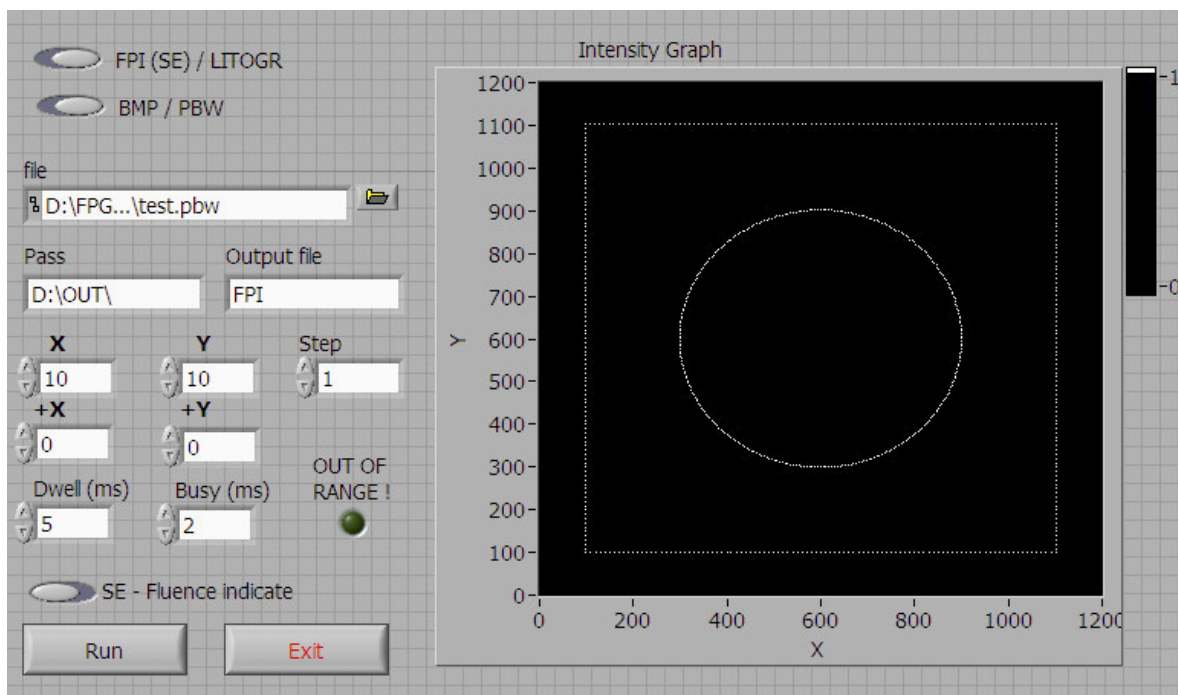 FPI (SE) / LITOGR
BMP / PBW
file
D:\FPG...\test.pbw
Pass
Output file
D:\OUT\
FPI
X
Y
Step
10
10
1
+X
+Y
0
0
OUT OF
RANGE !
Dwell (ms)
Busy (ms)
5
2
SE - Fluence indicate
Run
Exit
Intensity Graph
1200
1100
1000
900
800
700
600
500
400
300
200
100
0
Y
0
200
400
600
800
1000
1200
X
1
0